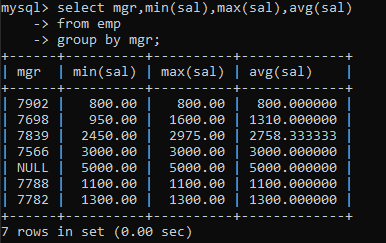 mysql> select mgr,min(sal),max(sal),avg(sal)
    -> from emp
    -> group by mgr;
+------+----------+----------+-------------+
| mgr  | min(sal) | max(sal) | avg(sal)    |
+------+----------+----------+-------------+
| 7902 |   800.00 |   800.00 |  800.000000 |
| 7698 |   950.00 |  1600.00 | 1310.000000 |
| 7839 |  2450.00 |  2975.00 | 2758.333333 |
| 7566 |  3000.00 |  3000.00 | 3000.000000 |
| NULL |  5000.00 |  5000.00 | 5000.000000 |
| 7788 |  1100.00 |  1100.00 | 1100.000000 |
| 7782 |  1300.00 |  1300.00 | 1300.000000 |
+------+----------+----------+-------------+
7 rows in set (0.00 sec)